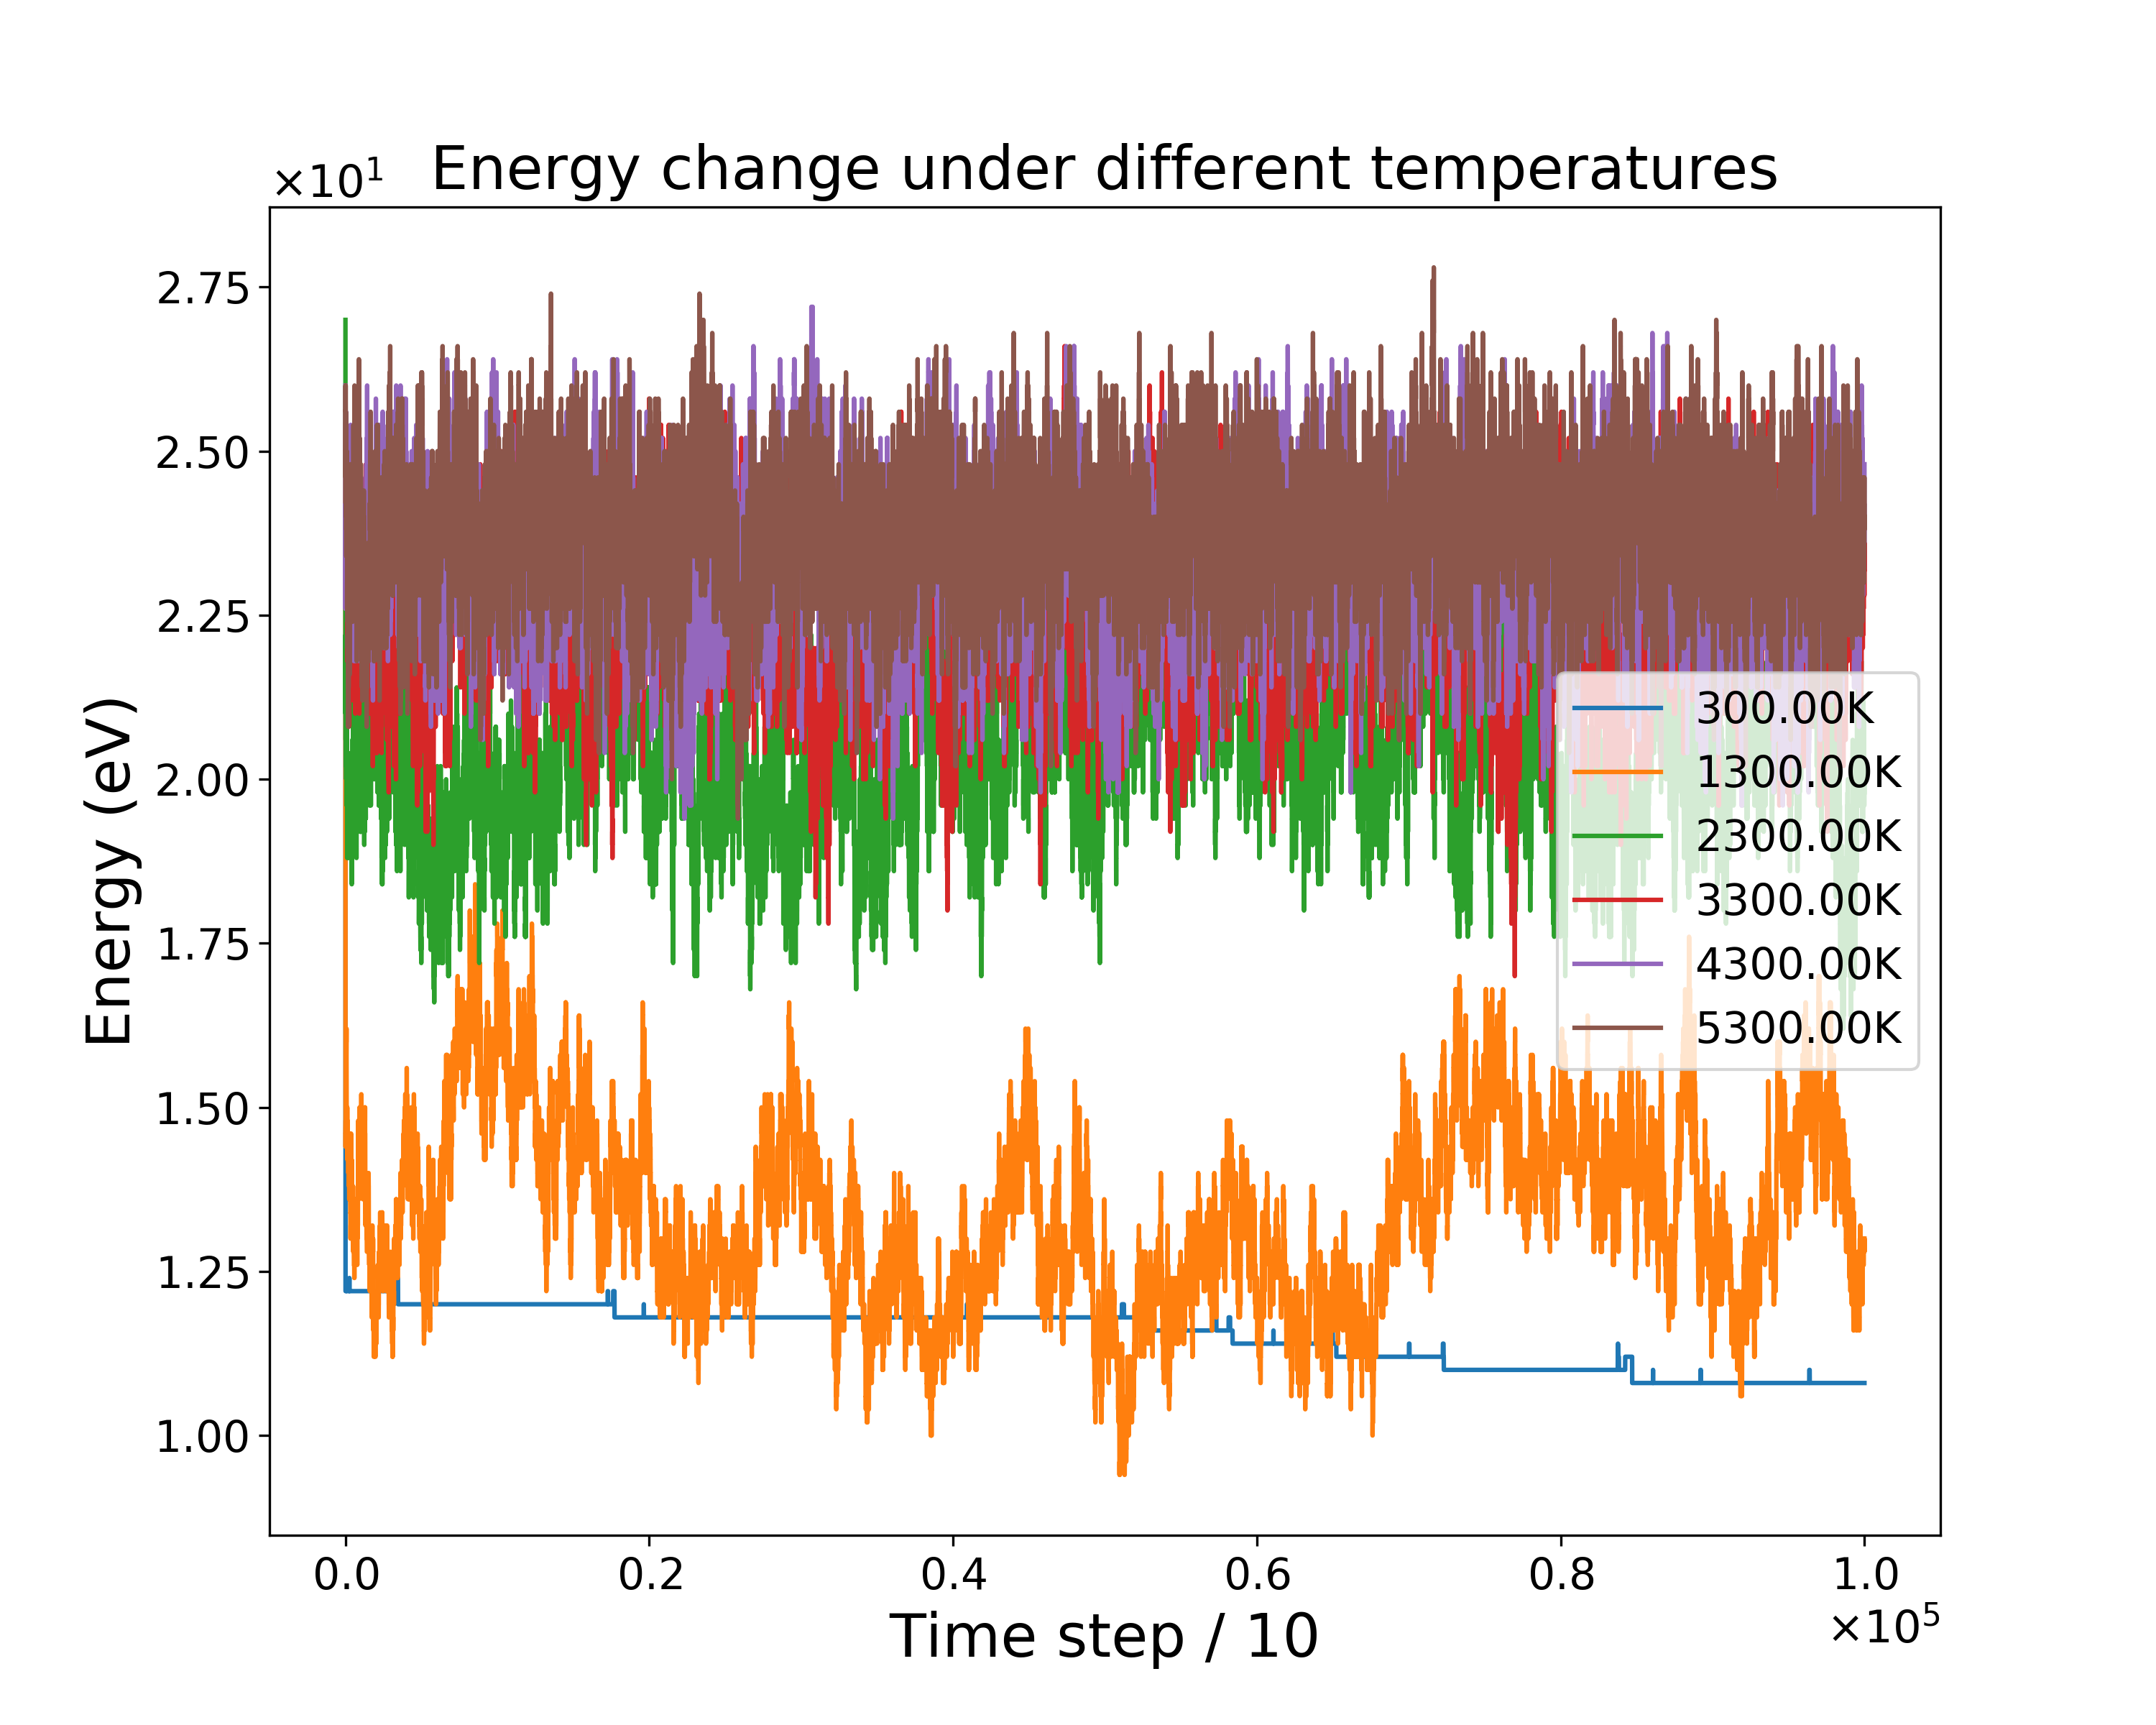 ×10¹
Energy change under different temperatures
2.75
2.50
2.25
2.00
1.75
1.50
1.25
1.00
Energy (eV)
300.00K
1300.00K
2300.00K
3300.00K
4300.00K
5300.00K
0.0 0.2 0.4 0.6 0.8 1.0
Time step / 10
×10⁵